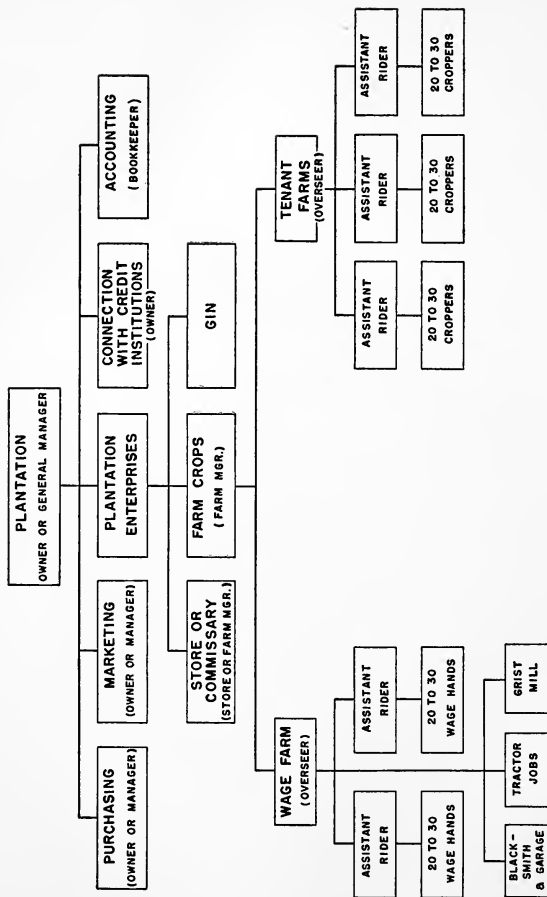 PLANTATION
OWNER OR GENERAL MANAGER
PURCHASING
(OWNER OR MANAGER)
MARKETING
(OWNER OR MANAGER)
PLANTATION
ENTERPRISES
CONNECTION
WITH CREDIT
INSTITUTIONS
(OWNER)
ACCOUNTING
(BOOKKEEPER)
STORE OR
COMMISSARY
(STORE OR FARM MGR.)
FARM CROPS
(FARM MGR.)
GIN
WAGE FARM
(OVERSEER)
TENANT
FARMS
(OVERSEER)
ASSISTANT
RIDER
ASSISTANT
RIDER
ASSISTANT
RIDER
ASSISTANT
RIDER
ASSISTANT
RIDER
20 TO 30
WAGE HANDS
20 TO 30
WAGE HANDS
20 TO 30
CROPPERS
20 TO 30
CROPPERS
20 TO 30
CROPPERS
BLACK-
SMITH
& GARAGE
TRACTOR
JOBS
GRIST
MILL